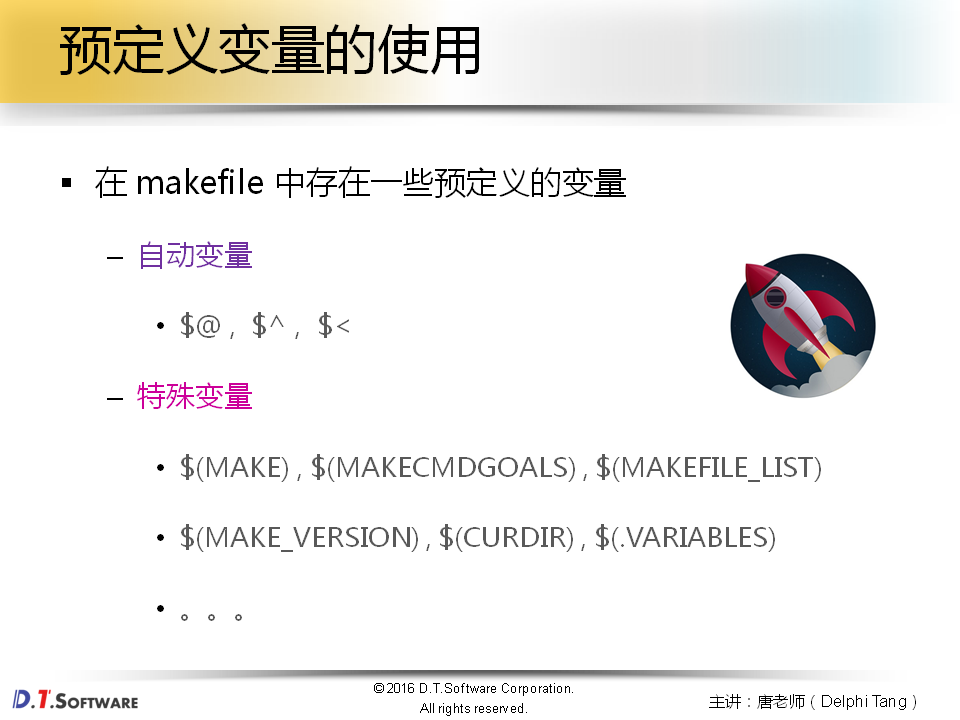 预定义变量的使用
▪ 在 makefile 中存在一些预定义的变量
– 自动变量
• $@ , $^ , $<
– 特殊变量
• $(MAKE) , $(MAKECMDGOALS) , $(MAKEFILE_LIST)
• $(MAKE_VERSION) , $(CURDIR) , $(.VARIABLES)
• 。。。
D.T.SOFTWARE
©2016 D.T.Software Corporation.
All rights reserved.
主讲：唐老师（Delphi Tang）